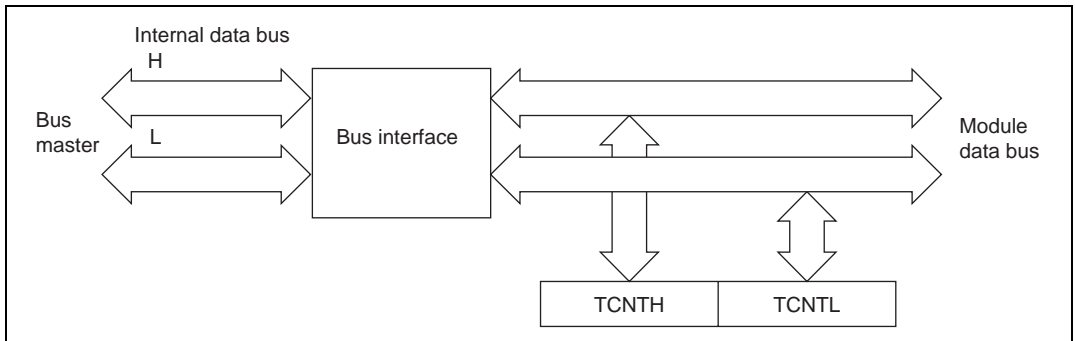 Internal data bus
H
Bus
master
L
Bus interface
Module
data bus
TCNTH
TCNTL